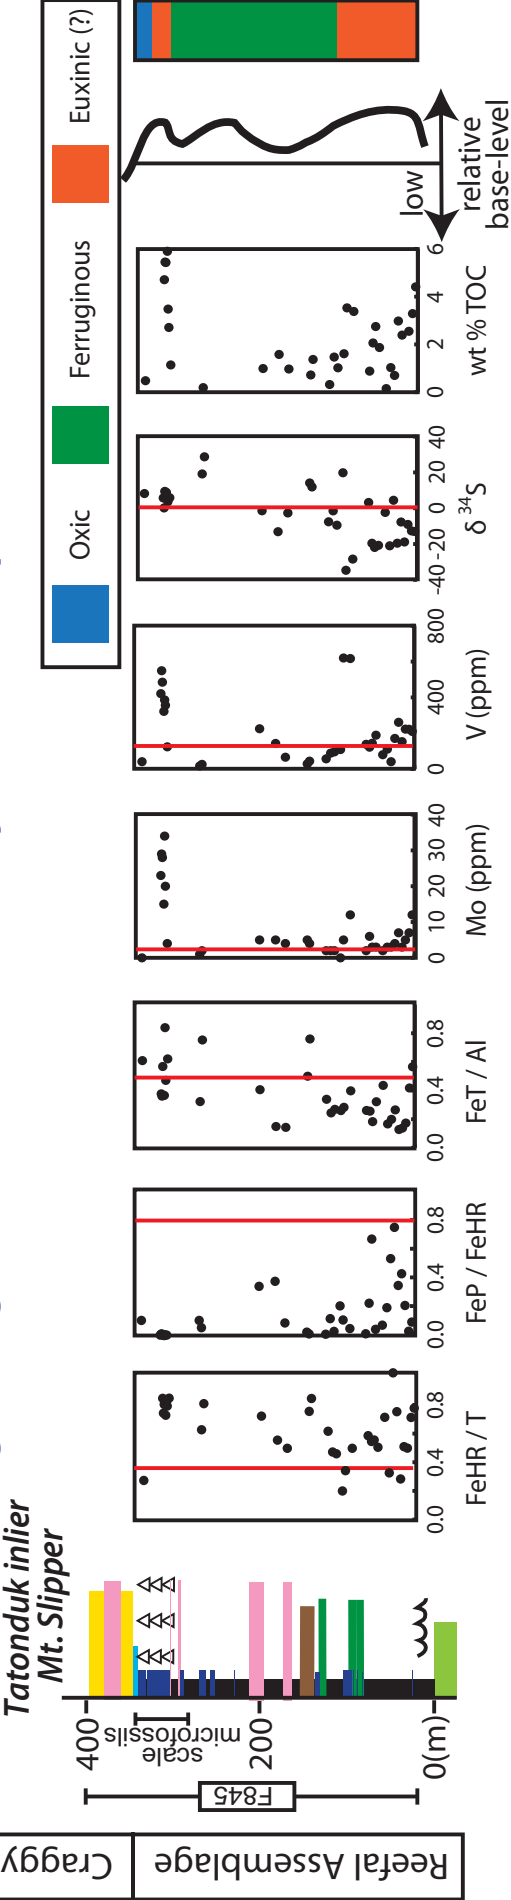 Craggy
Reefal Assemblage
Tatonduk inlier
Mt. Slipper
F845
scale
microfossils
400
200
0(m)
FeHR / T
0.0 0.4 0.8
FeP / FeHR
0.0 0.4 0.8
FeT / Al
0.0 0.4 0.8
Mo (ppm)
0 10 20 30 40
V (ppm)
0 400 800
δ 34S
-40 -20 0 20 40
wt % TOC
0 2 4 6
low
relative
base-level
Oxic
Ferruginous
Euxinic (?)